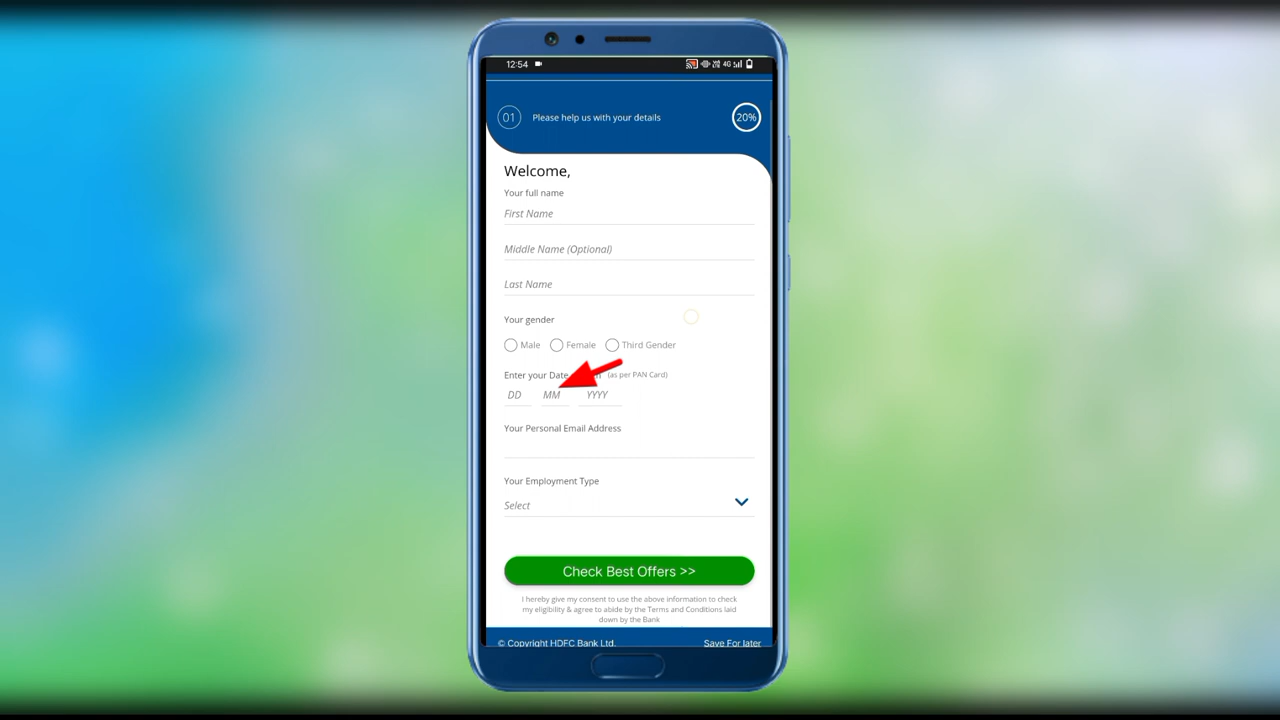 12:54
4G
01 Please help us with your details 20%
Welcome,
Your full name
First Name
Middle Name (Optional)
Last Name
Your gender
Male Female Third Gender
Enter your Date (as per PAN Card)
DD MM YYYY
Your Personal Email Address
Your Employment Type
Select
Check Best Offers >>
I hereby give my consent to use the above information to check
my eligibility & agree to abide by the Terms and Conditions laid
down by the Bank
© Copyright HDFC Bank Ltd. Save For later